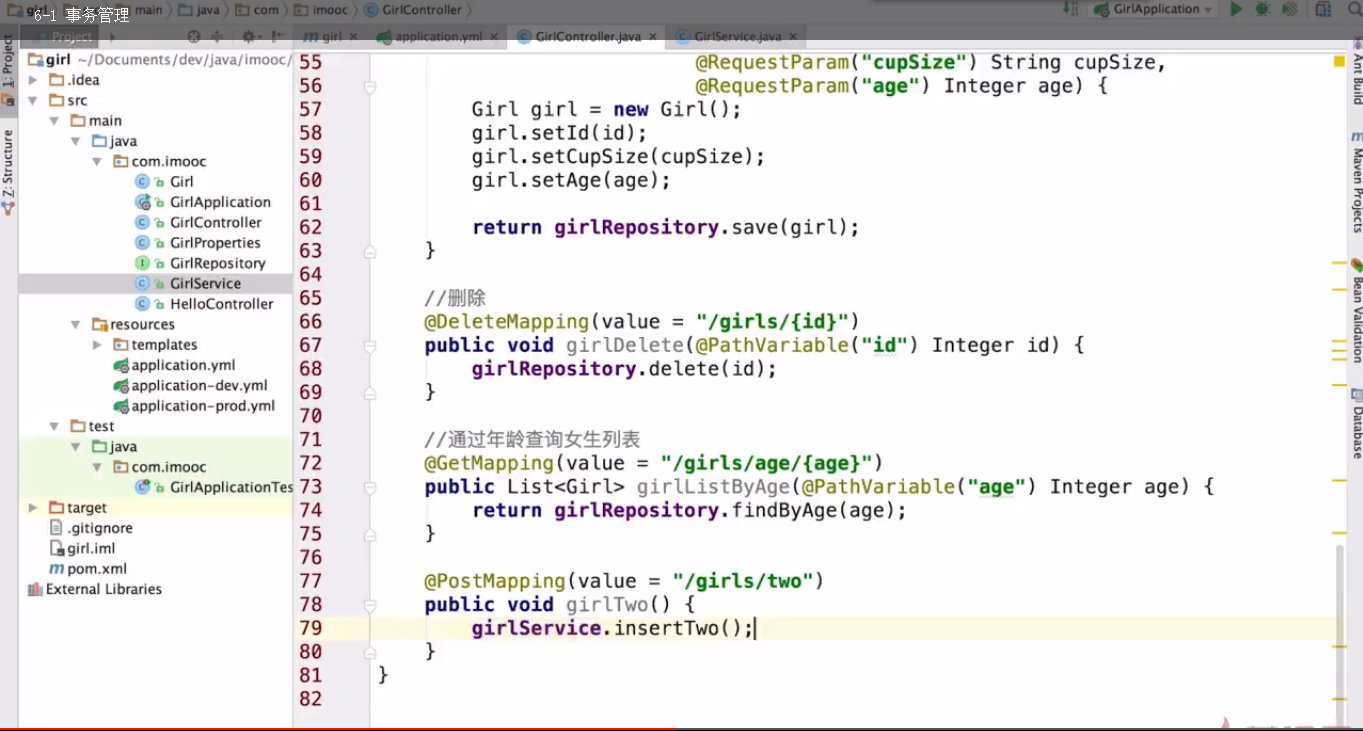 girl main java com imooc GirlController GirlApplication
6-1 事务管理
Project girl application.yml GirlController.java GirlService.java
1: Project
Z: Structure
girl ~/Documents/dev/java/imooc/
.idea
src
main
java
com.imooc
Girl
GirlApplication
GirlController
GirlProperties
GirlRepository
GirlService
HelloController
resources
templates
application.yml
application-dev.yml
application-prod.yml
test
java
com.imooc
GirlApplicationTes
target
.gitignore
girl.iml
pom.xml
External Libraries
55 @RequestParam("cupSize") String cupSize,
56 @RequestParam("age") Integer age) {
57 Girl girl = new Girl();
58 girl.setId(id);
59 girl.setCupSize(cupSize);
60 girl.setAge(age);
61
62 return girlRepository.save(girl);
63 }
64
65 //删除
66 @DeleteMapping(value = "/girls/{id}")
67 public void girlDelete(@PathVariable("id") Integer id) {
68 girlRepository.delete(id);
69 }
70
71 //通过年龄查询女生列表
72 @GetMapping(value = "/girls/age/{age}")
73 public List<Girl> girlListByAge(@PathVariable("age") Integer age) {
74 return girlRepository.findByAge(age);
75 }
76
77 @PostMapping(value = "/girls/two")
78 public void girlTwo() {
79 girlService.insertTwo();
80 }
81 }
82
Ant Build
Maven Projects
Bean Validation
Database